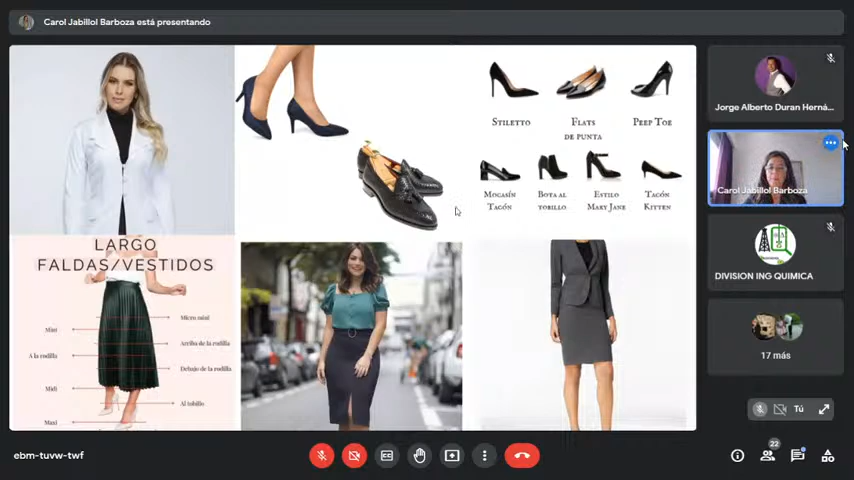 Carol Jabillol Barboza está presentando
STILETTO
FLATS
DE PUNTA
PEEP TOE
MOCASÍN
TACÓN
BOTA AL
TOBILLO
ESTILO
MARY JANE
TACÓN
KITTEN
LARGO
FALDAS/VESTIDOS
Micro mini
Mini
Arriba de la rodilla
A la rodilla
Debajo de la rodilla
Midi
Al tobillo
Maxi
Jorge Alberto Duran Herná...
Carol Jabillol Barboza
DIVISION ING QUIMICA
17 más
Tú
ebm-tuvw-twf
22